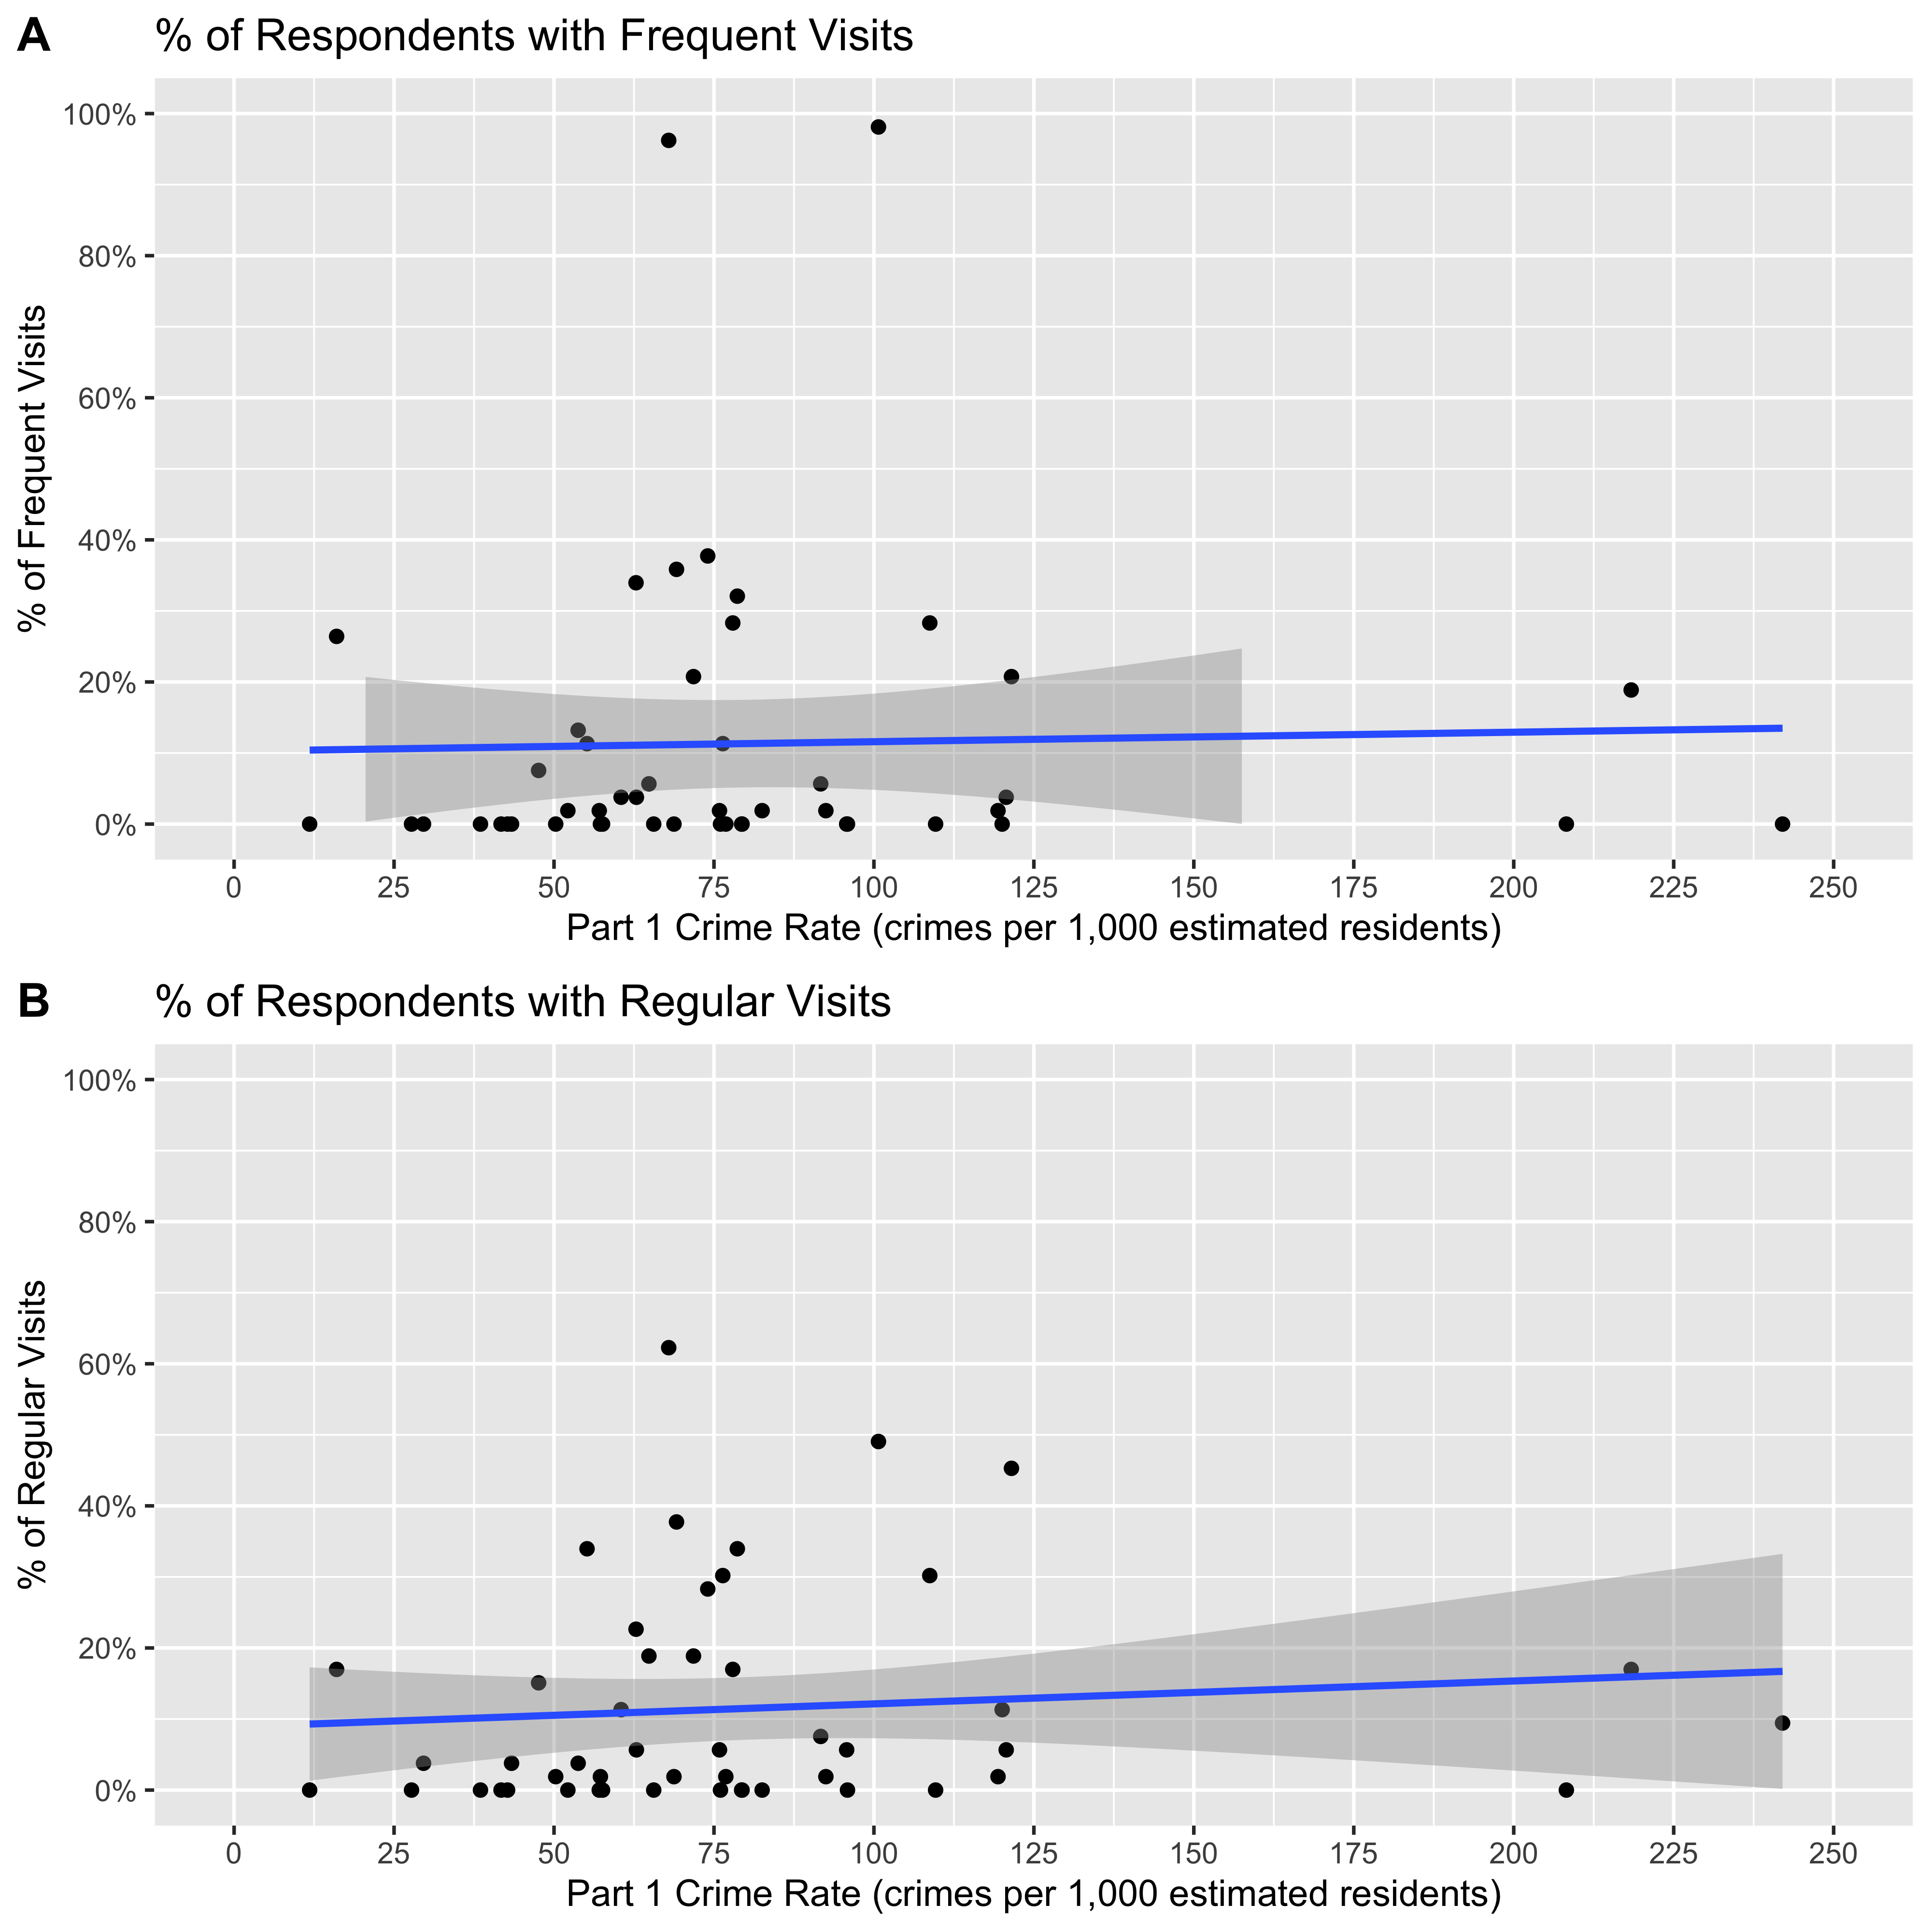 A % of Respondents with Frequent Visits
% of Frequent Visits
100%
80%
60%
40%
20%
0%
0 25 50 75 100 125 150 175 200 225 250
Part 1 Crime Rate (crimes per 1,000 estimated residents)
B % of Respondents with Regular Visits
% of Regular Visits
100%
80%
60%
40%
20%
0%
0 25 50 75 100 125 150 175 200 225 250
Part 1 Crime Rate (crimes per 1,000 estimated residents)